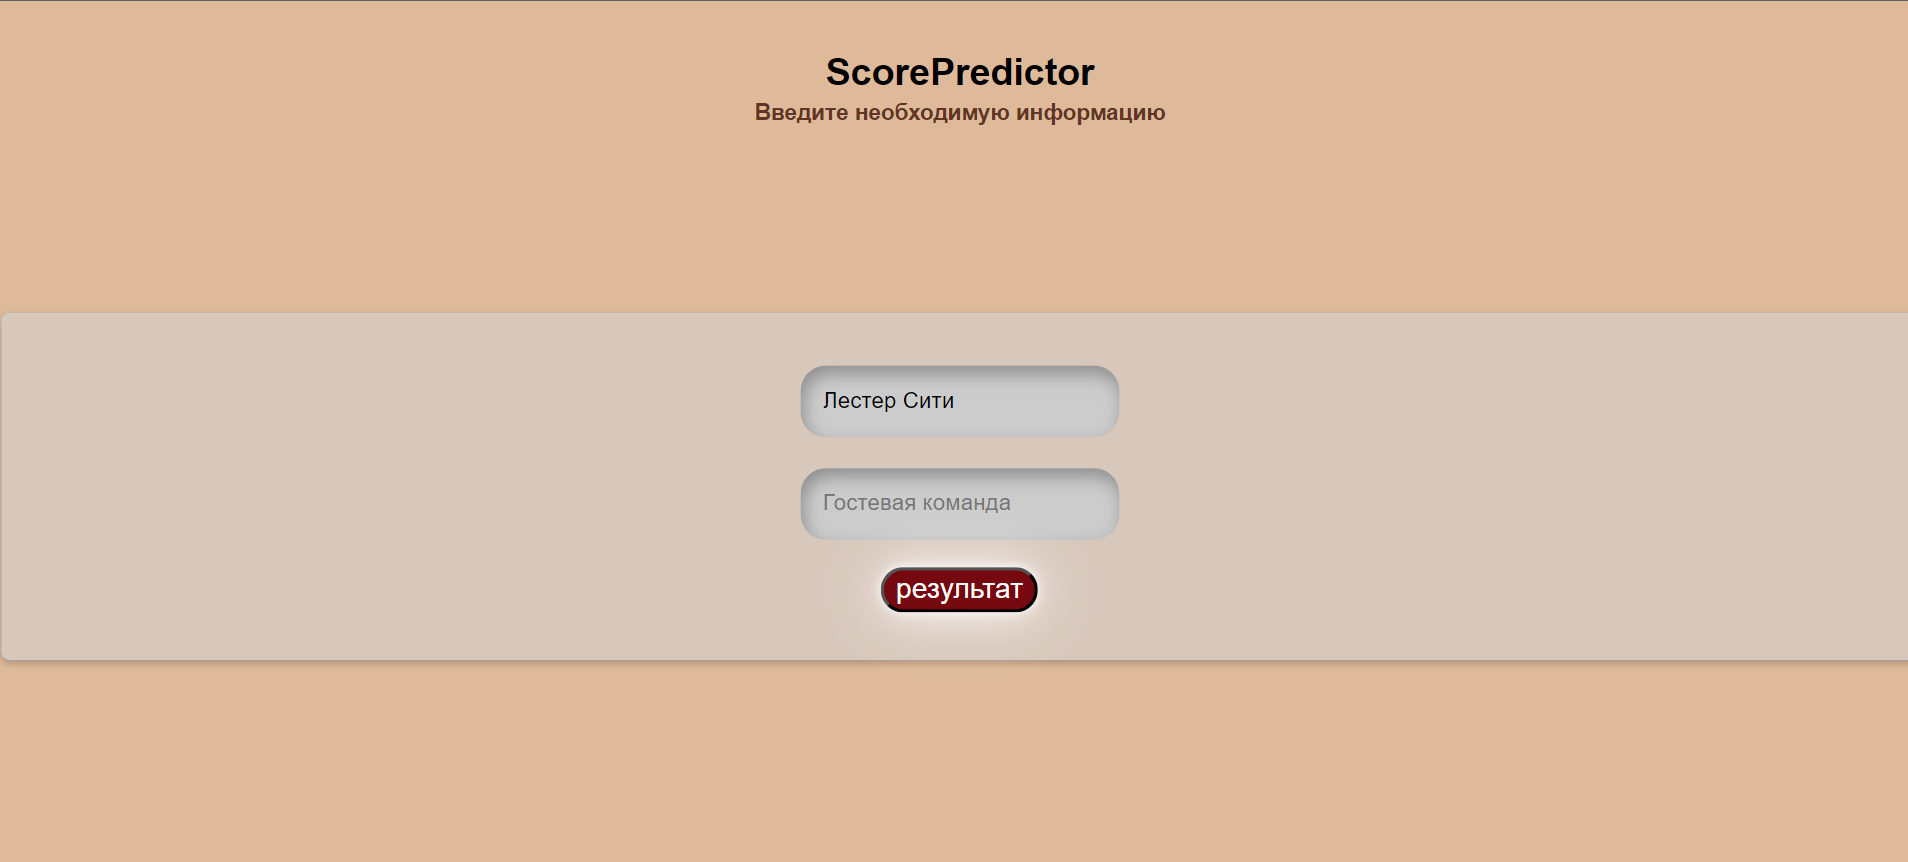 ScorePredictor
Введите необходимую информацию
Лестер Сити
Гостевая команда
результат